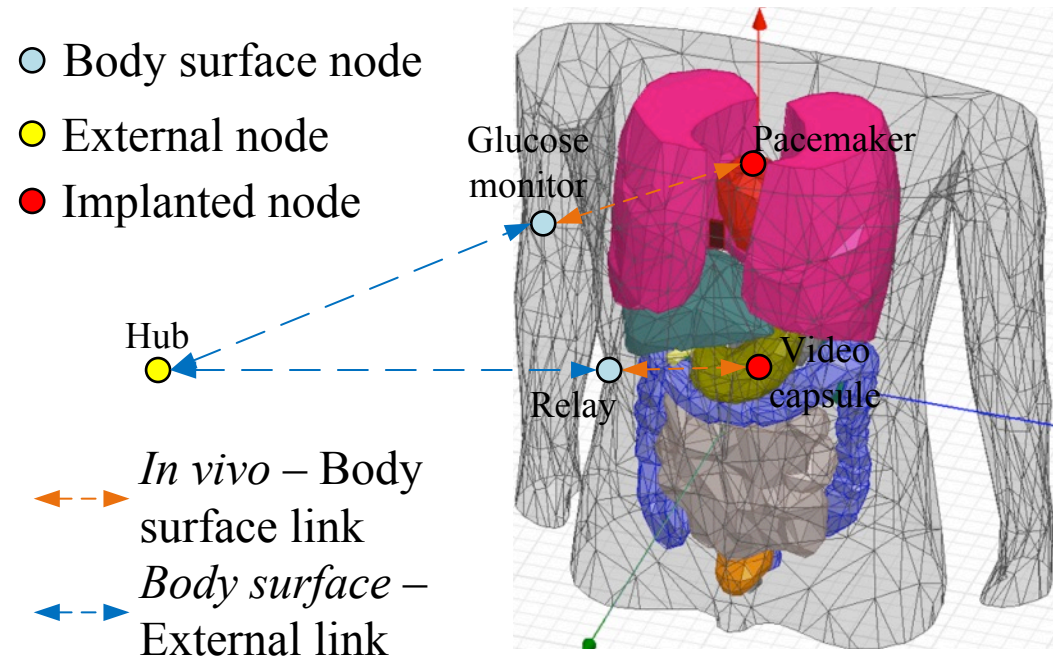 Body surface node
External node
Implanted node
Glucose
monitor
Pacemaker
Hub
Relay
Video
capsule
In vivo – Body
surface link
Body surface –
External link